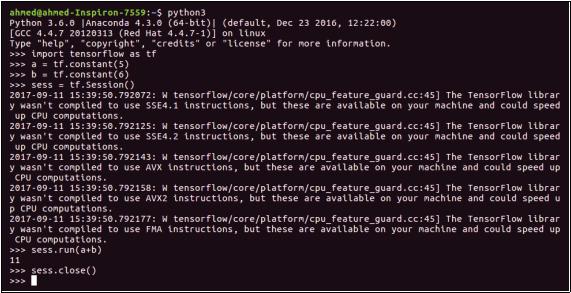 ahmed@ahmed-Inspiron-7559:~$ python3
Python 3.6.0 |Anaconda 4.3.0 (64-bit)| (default, Dec 23 2016, 12:22:00)
[GCC 4.4.7 20120313 (Red Hat 4.4.7-1)] on linux
Type "help", "copyright", "credits" or "license" for more information.
>>> import tensorflow as tf
>>> a = tf.constant(5)
>>> b = tf.constant(6)
>>> sess = tf.Session()
2017-09-11 15:39:50.792072: W tensorflow/core/platform/cpu_feature_guard.cc:45] The TensorFlow librar
y wasn't compiled to use SSE4.1 instructions, but these are available on your machine and could speed
 up CPU computations.
2017-09-11 15:39:50.792125: W tensorflow/core/platform/cpu_feature_guard.cc:45] The TensorFlow librar
y wasn't compiled to use SSE4.2 instructions, but these are available on your machine and could speed
 up CPU computations.
2017-09-11 15:39:50.792143: W tensorflow/core/platform/cpu_feature_guard.cc:45] The TensorFlow librar
y wasn't compiled to use AVX instructions, but these are available on your machine and could speed up
 CPU computations.
2017-09-11 15:39:50.792158: W tensorflow/core/platform/cpu_feature_guard.cc:45] The TensorFlow librar
y wasn't compiled to use AVX2 instructions, but these are available on your machine and could speed u
p CPU computations.
2017-09-11 15:39:50.792177: W tensorflow/core/platform/cpu_feature_guard.cc:45] The TensorFlow librar
y wasn't compiled to use FMA instructions, but these are available on your machine and could speed up
 CPU computations.
>>> sess.run(a+b)
11
>>> sess.close()
>>>